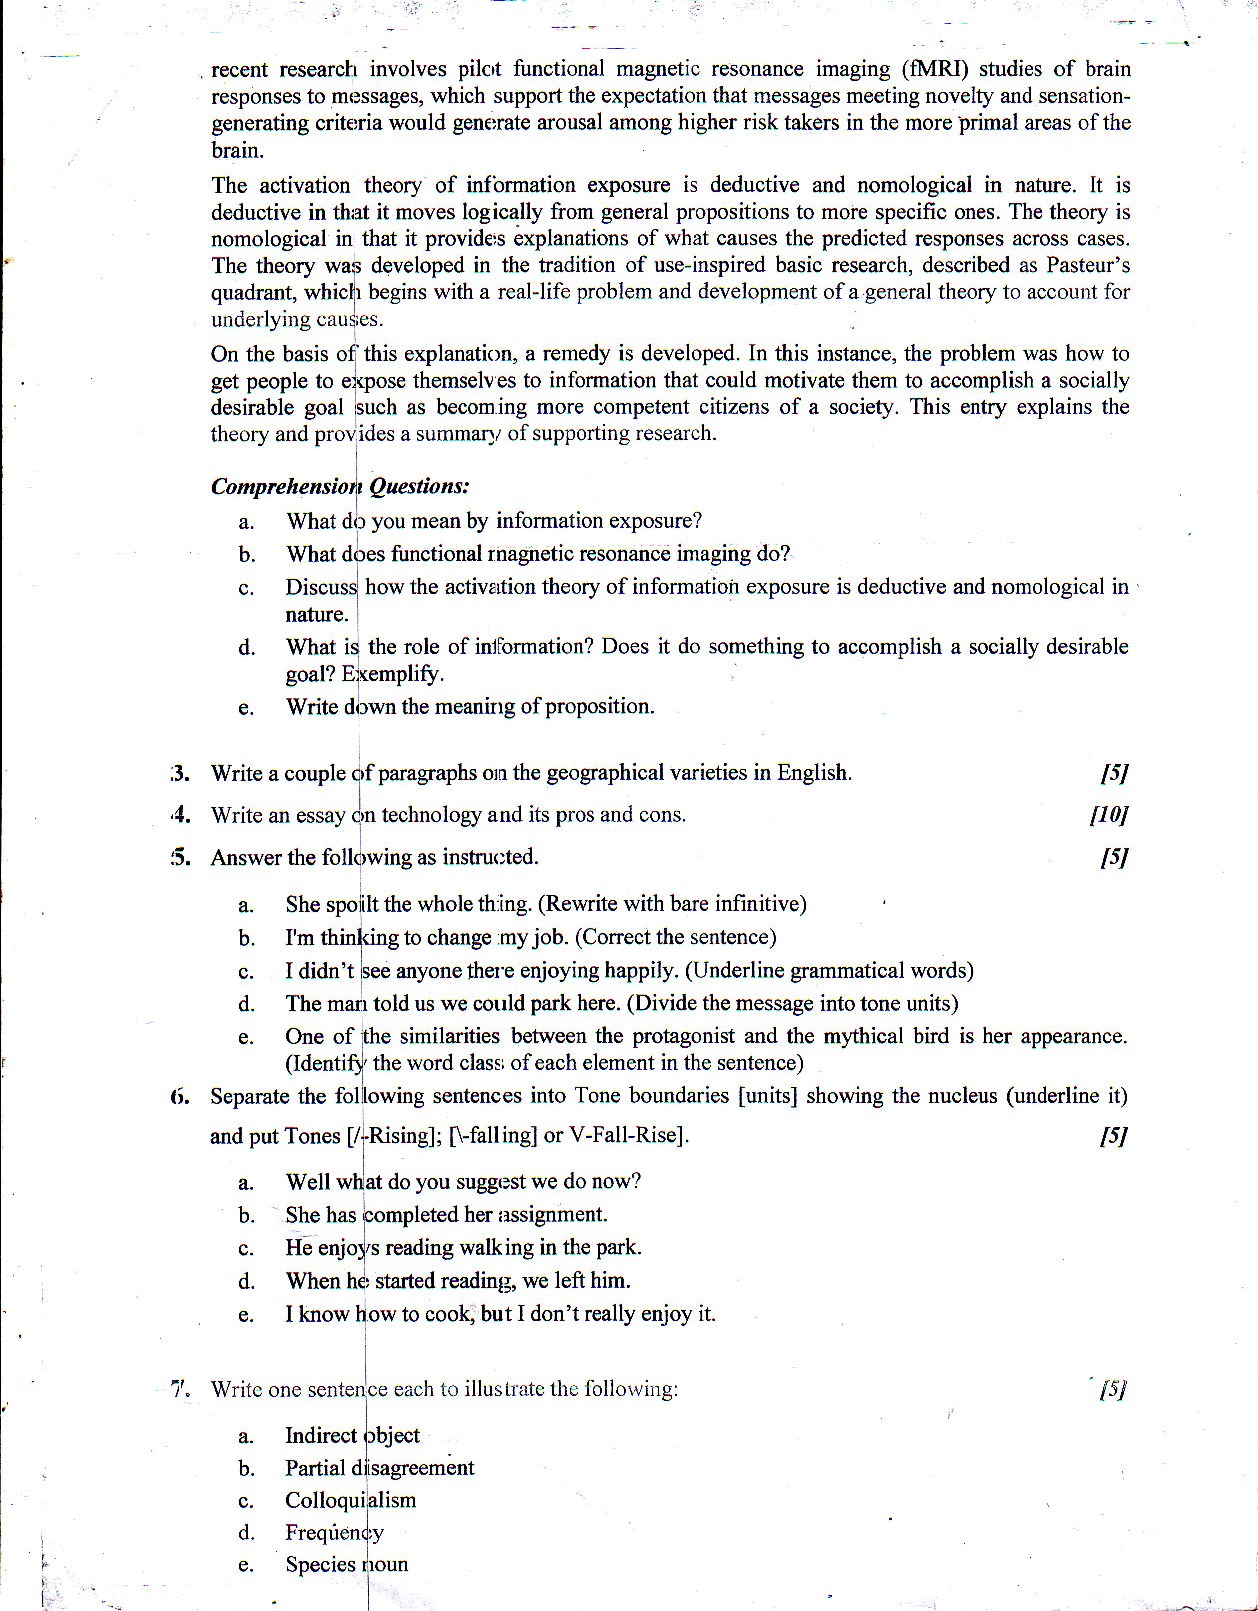 recent research involves pilot functional magnetic resonance imaging (fMRI) studies of brain
responses to messages, which support the expectation that messages meeting novelty and sensation-
generating criteria would generate arousal among higher risk takers in the more primal areas of the
brain.
The activation theory of information exposure is deductive and nomological in nature. It is
deductive in that it moves logically from general propositions to more specific ones. The theory is
nomological in that it provides explanations of what causes the predicted responses across cases.
The theory was developed in the tradition of use-inspired basic research, described as Pasteur's
quadrant, which begins with a real-life problem and development of a general theory to account for
underlying causes.
On the basis of this explanation, a remedy is developed. In this instance, the problem was how to
get people to expose themselves to information that could motivate them to accomplish a socially
desirable goal such as becoming more competent citizens of a society. This entry explains the
theory and provides a summary of supporting research.
Comprehension Questions:
a. What do you mean by information exposure?
b. What does functional magnetic resonance imaging do?
c. Discuss how the activation theory of information exposure is deductive and nomological in
nature.
d. What is the role of information? Does it do something to accomplish a socially desirable
goal? Exemplify.
e. Write down the meaning of proposition.
3. Write a couple of paragraphs on the geographical varieties in English. [5]
4. Write an essay on technology and its pros and cons. [10]
5. Answer the following as instructed. [5]
a. She spoilt the whole thing. (Rewrite with bare infinitive)
b. I'm thinking to change my job. (Correct the sentence)
c. I didn't see anyone there enjoying happily. (Underline grammatical words)
d. The man told us we could park here. (Divide the message into tone units)
e. One of the similarities between the protagonist and the mythical bird is her appearance.
(Identify the word class of each element in the sentence)
6. Separate the following sentences into Tone boundaries [units] showing the nucleus (underline it)
and put Tones [/-Rising]; [\-falling] or V-Fall-Rise]. [5]
a. Well what do you suggest we do now?
b. She has completed her assignment.
c. He enjoys reading walking in the park.
d. When he started reading, we left him.
e. I know how to cook, but I don't really enjoy it.
7. Write one sentence each to illustrate the following: [5]
a. Indirect object
b. Partial disagreement
c. Colloquialism
d. Frequency
e. Species noun